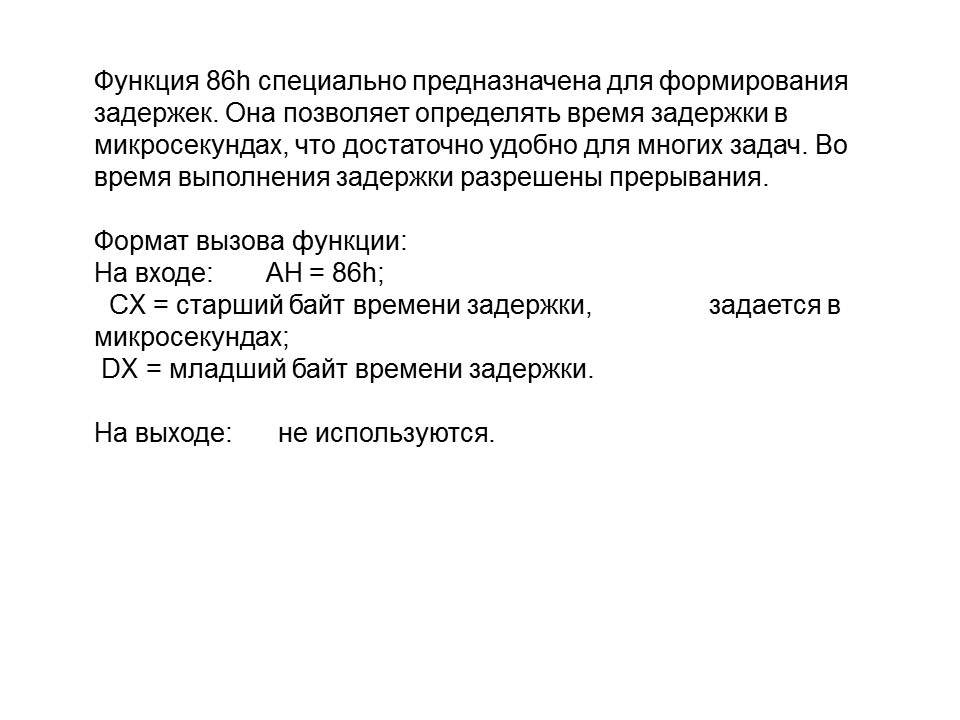 Функция 86h специально предназначена для формирования
задержек. Она позволяет определять время задержки в
микросекундах, что достаточно удобно для многих задач. Во
время выполнения задержки разрешены прерывания.
Формат вызова функции:
На входе: AH = 86h;
CX = старший байт времени задержки, задается в
микросекундах;
DX = младший байт времени задержки.
На выходе: не используются.